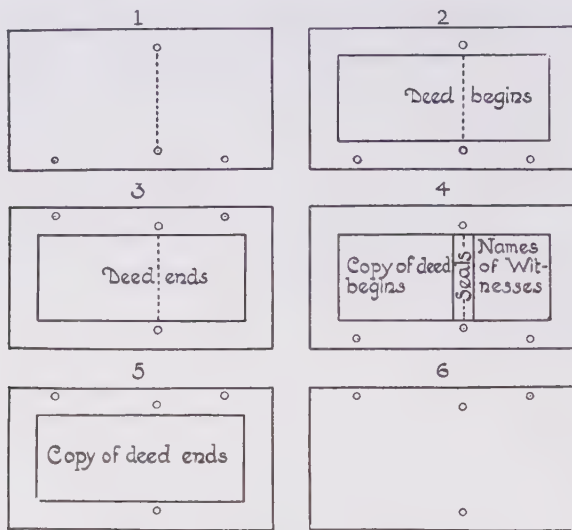 1
2
Deed begins
3
Deed ends
4
Copy of deed
begins
Seals
Names
of Wit-
nesses
5
Copy of deed ends
6